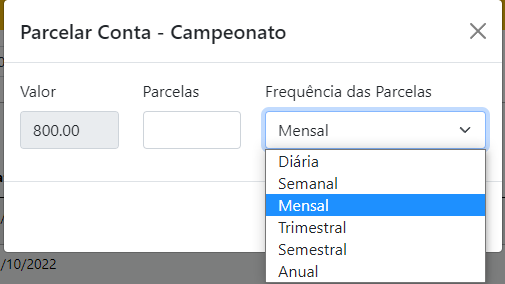 Parcelar Conta - Campeonato
Valor Parcelas Frequência das Parcelas
800.00 Mensal
Diária
Semanal
Mensal
Trimestral
Semestral
Anual
/10/2022